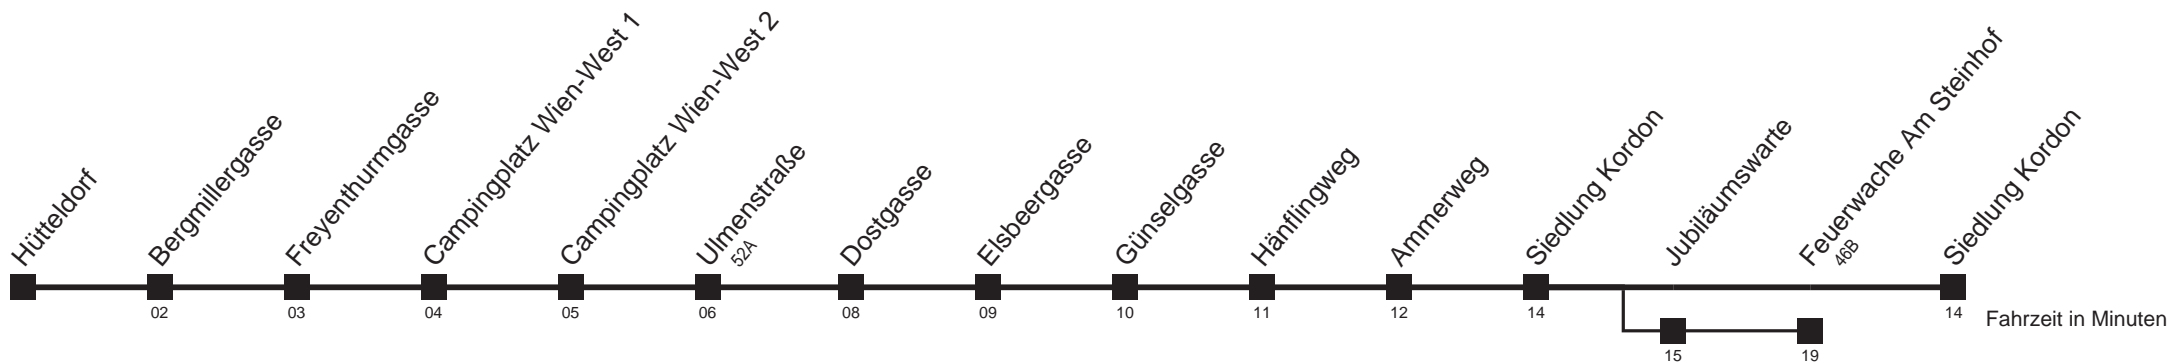 Hütteldorf
Bergmillergasse
Freyenthurmgasse
Campingplatz Wien-West 1
Campingplatz Wien-West 2
Ulmenstraße
52A
Dostgasse
Elsbeergasse
Günselgasse
Hänflingweg
Ammerweg
Siedlung Kordon
Jubiläumswarte
Feuerwache Am Steinhof
46B
Siedlung Kordon
02
03
04
05
06
08
09
10
11
12
14
14
Fahrzeit in Minuten
15
19